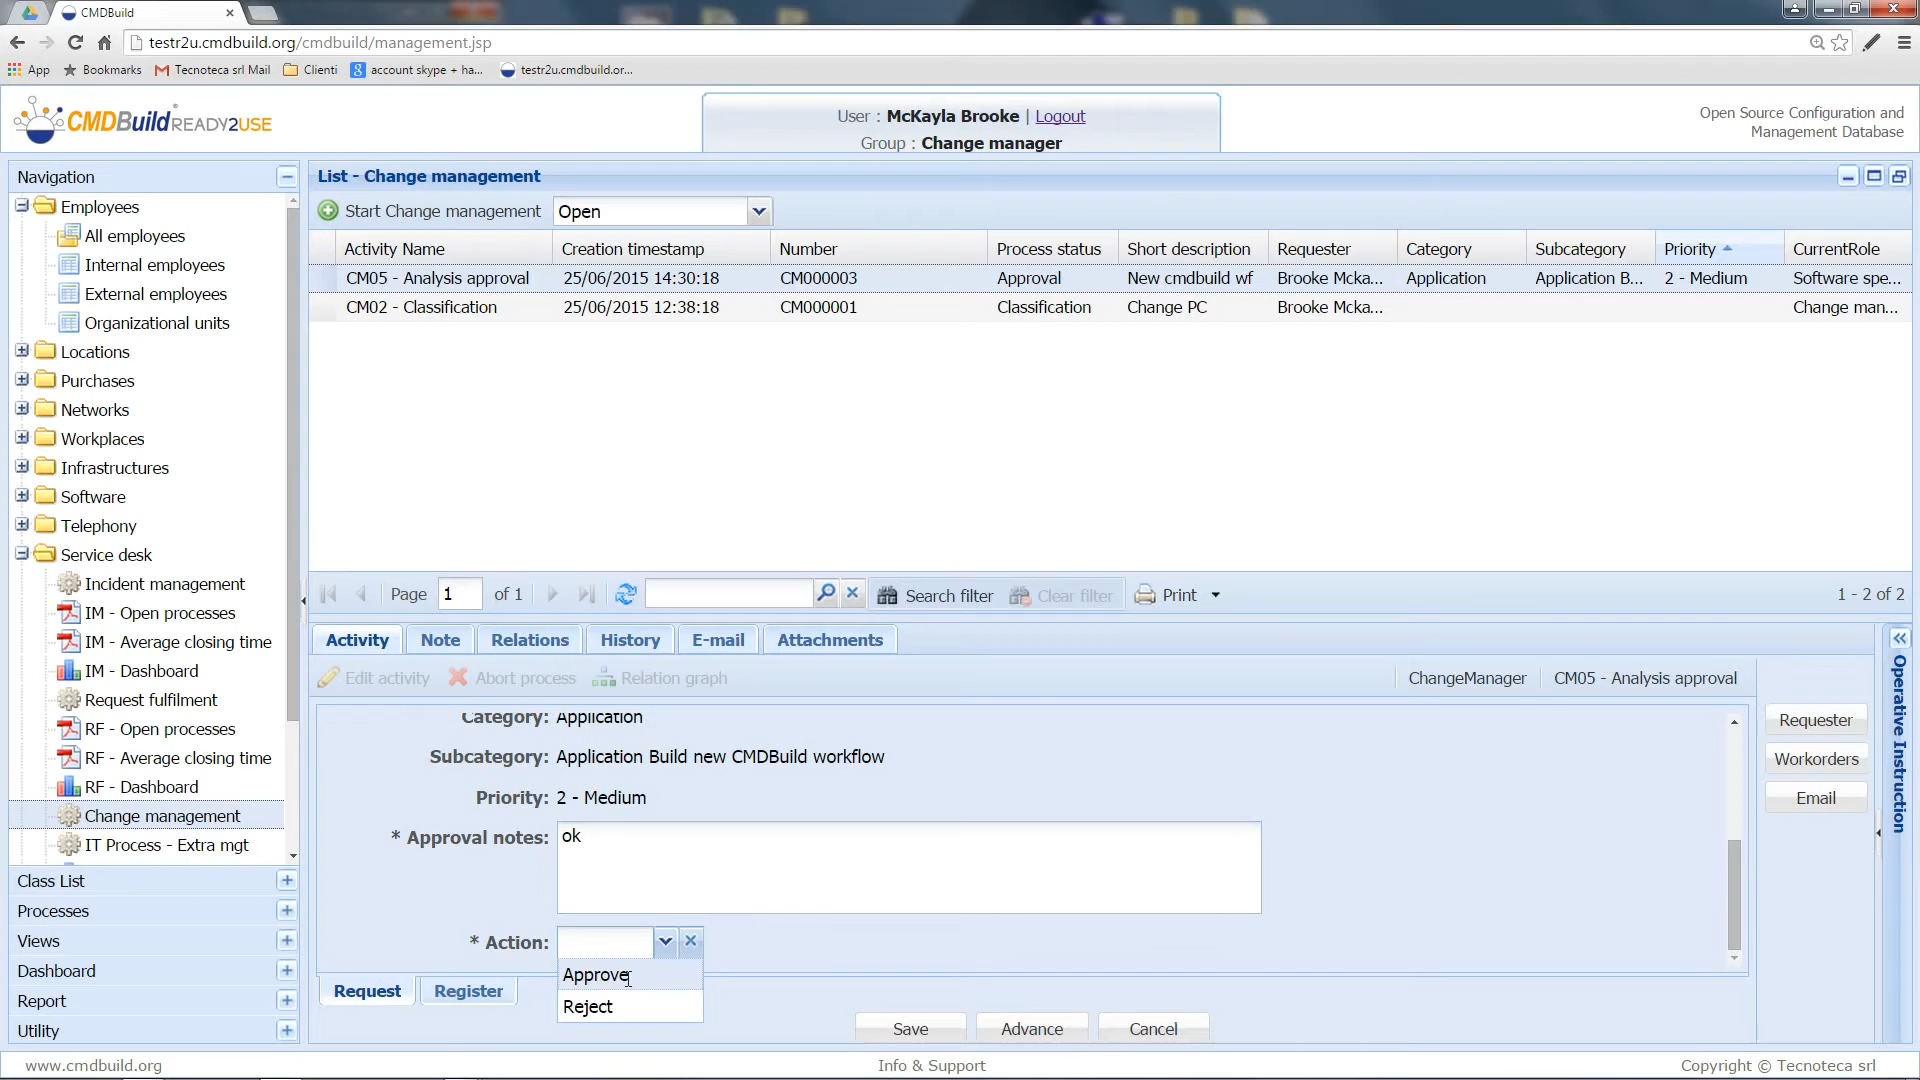 CMDBuild
testr2u.cmdbuild.org/cmdbuild/management.jsp
App
Bookmarks
Tecnoteca srl Mail
Clienti
account skype + ha...
testr2u.cmdbuild.or...
CMDBuild READY2USE
User : McKayla Brooke | Logout
Group : Change manager
Open Source Configuration and
Management Database
Navigation
Employees
All employees
Internal employees
External employees
Organizational units
Locations
Purchases
Networks
Workplaces
Infrastructures
Software
Telephony
Service desk
Incident management
IM - Open processes
IM - Average closing time
IM - Dashboard
Request fulfilment
RF - Open processes
RF - Average closing time
RF - Dashboard
Change management
IT Process - Extra mgt
Class List
Processes
Views
Dashboard
Report
Utility
List - Change management
Start Change management Open
Activity Name Creation timestamp Number Process status Short description Requester Category Subcategory Priority CurrentRole
CM05 - Analysis approval 25/06/2015 14:30:18 CM000003 Approval New cmdbuild wf Brooke Mcka... Application Application B... 2 - Medium Software spe...
CM02 - Classification 25/06/2015 12:38:18 CM000001 Classification Change PC Brooke Mcka... Change man...
Page 1 of 1 Search filter Clear filter Print 1 - 2 of 2
Activity Note Relations History E-mail Attachments
Edit activity Abort process Relation graph ChangeManager CM05 - Analysis approval
Category: Application
Subcategory: Application Build new CMDBuild workflow
Priority: 2 - Medium
* Approval notes: ok
* Action:
Approve
Reject
Request Register
Save Advance Cancel
Requester
Workorders
Email
Operative Instruction
www.cmdbuild.org
Info & Support
Copyright © Tecnoteca srl